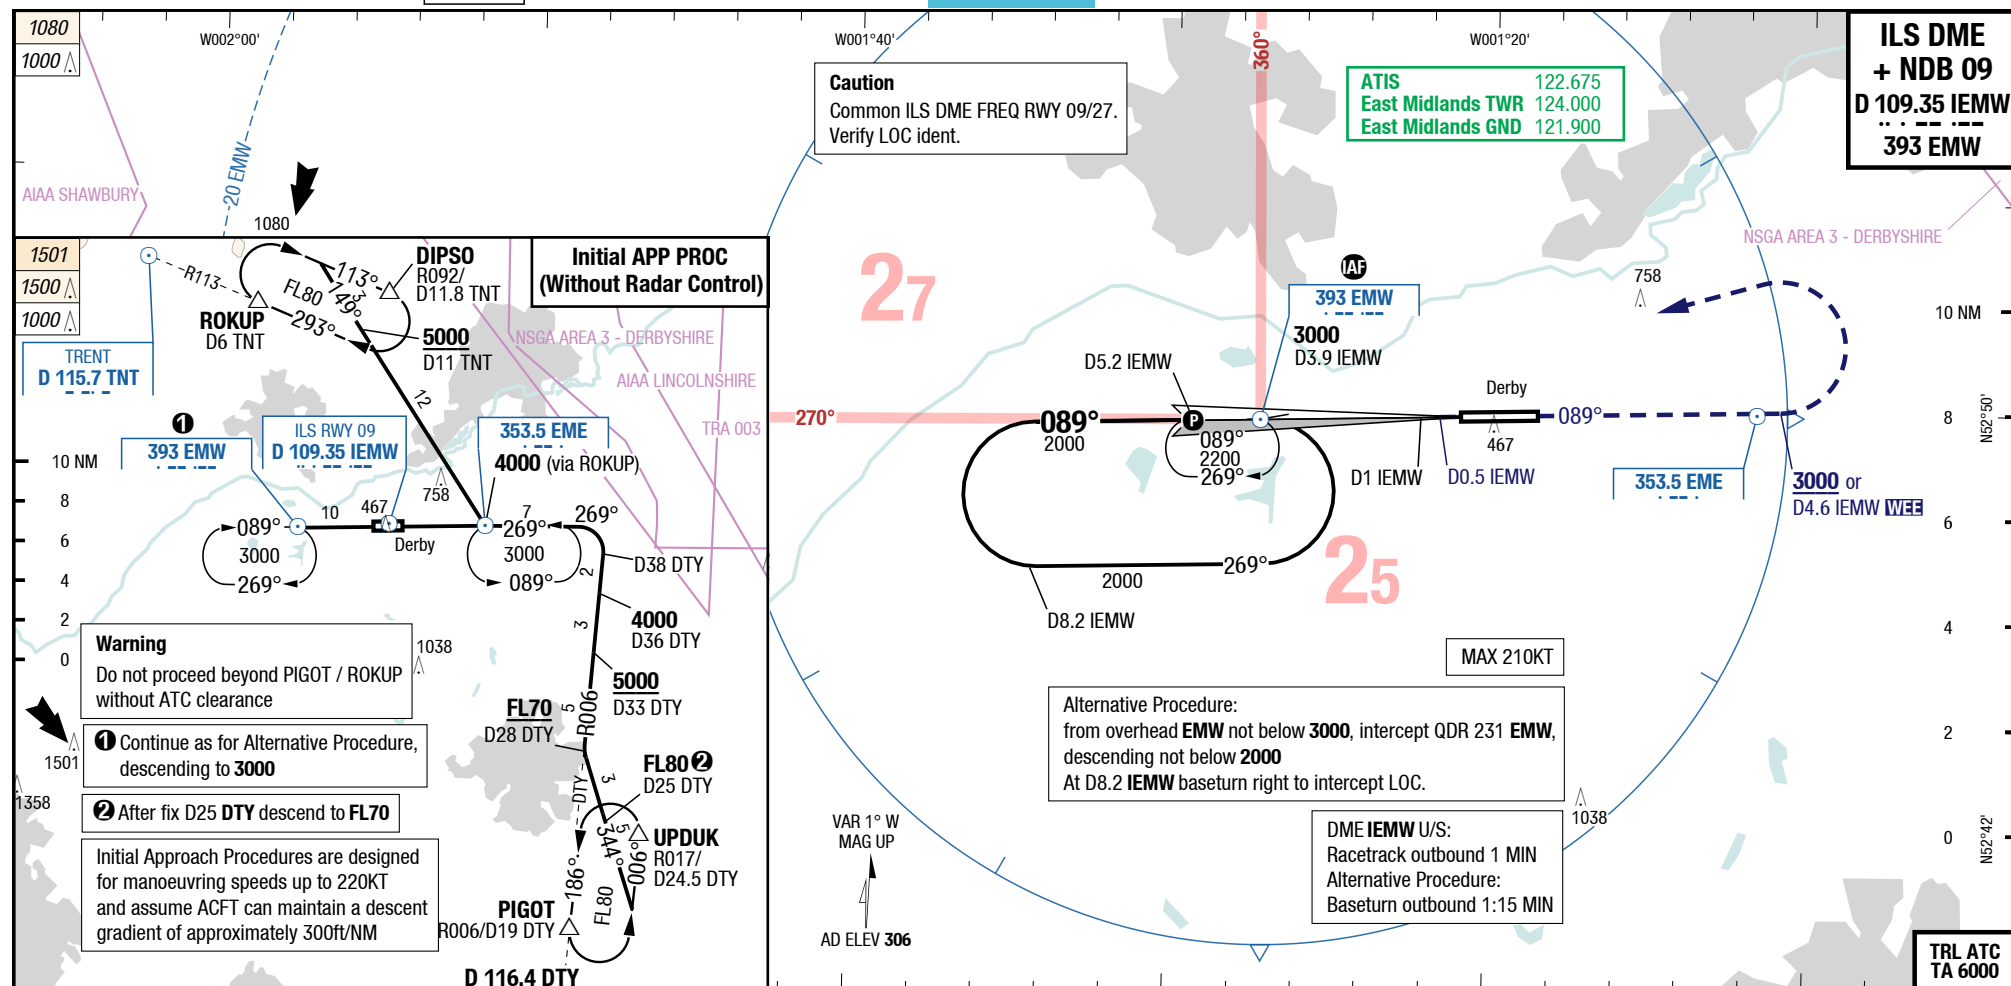 1080
1000
W002°00'
W001°40'
W001°20'
360°
ILS DME
+ NDB 09
D 109.35 IEMW
393 EMW
Caution
Common ILS DME FREQ RWY 09/27.
Verify LOC ident.
ATIS 122.675
East Midlands TWR 124.000
East Midlands GND 121.900
20 EMW
AIAA SHAWBURY
1080
1501
1500
1000
Initial APP PROC
(Without Radar Control)
R113
113°
DIPSO
R092/
D11.8 TNT
FL80
3
149°
293°
ROKUP
D6 TNT
5000
D11 TNT
NSGA AREA 3 - DERBYSHIRE
AIAA LINCOLNSHIRE
TRA 003
TRENT
D 115.7 TNT
12
1
393 EMW
ILS RWY 09
D 109.35 IEMW
353.5 EME
4000 (via ROKUP)
10 NM
8
6
4
2
0
758
467
10
7
089°
3000
269°
Derby
269°
3000
089°
269°
D38 DTY
2
4000
D36 DTY
3
5000
D33 DTY
5
R006
FL70
D28 DTY
FL80 2
D25 DTY
3
DTY
5
344°
006°
186°
FL80
UPDUK
R017/
D24.5 DTY
PIGOT
R006/D19 DTY
D 116.4 DTY
Warning
Do not proceed beyond PIGOT / ROKUP
without ATC clearance
1038
1501
1358
1 Continue as for Alternative Procedure,
descending to 3000
2 After fix D25 DTY descend to FL70
Initial Approach Procedures are designed
for manoeuvring speeds up to 220KT
and assume ACFT can maintain a descent
gradient of approximately 300ft/NM
27
25
270°
IAF
393 EMW
3000
D3.9 IEMW
D5.2 IEMW
NSGA AREA 3 - DERBYSHIRE
758
089°
2000
P
089°
2200
269°
Derby
467
089°
D1 IEMW
D0.5 IEMW
353.5 EME
3000 or
D4.6 IEMW WEE
269°
2000
D8.2 IEMW
10 NM
8
6
4
2
0
N52°50'
N52°42'
MAX 210KT
Alternative Procedure:
from overhead EMW not below 3000, intercept QDR 231 EMW,
descending not below 2000
At D8.2 IEMW baseturn right to intercept LOC.
1038
DME IEMW U/S:
Racetrack outbound 1 MIN
Alternative Procedure:
Baseturn outbound 1:15 MIN
VAR 1° W
MAG UP
AD ELEV 306
TRL ATC
TA 6000